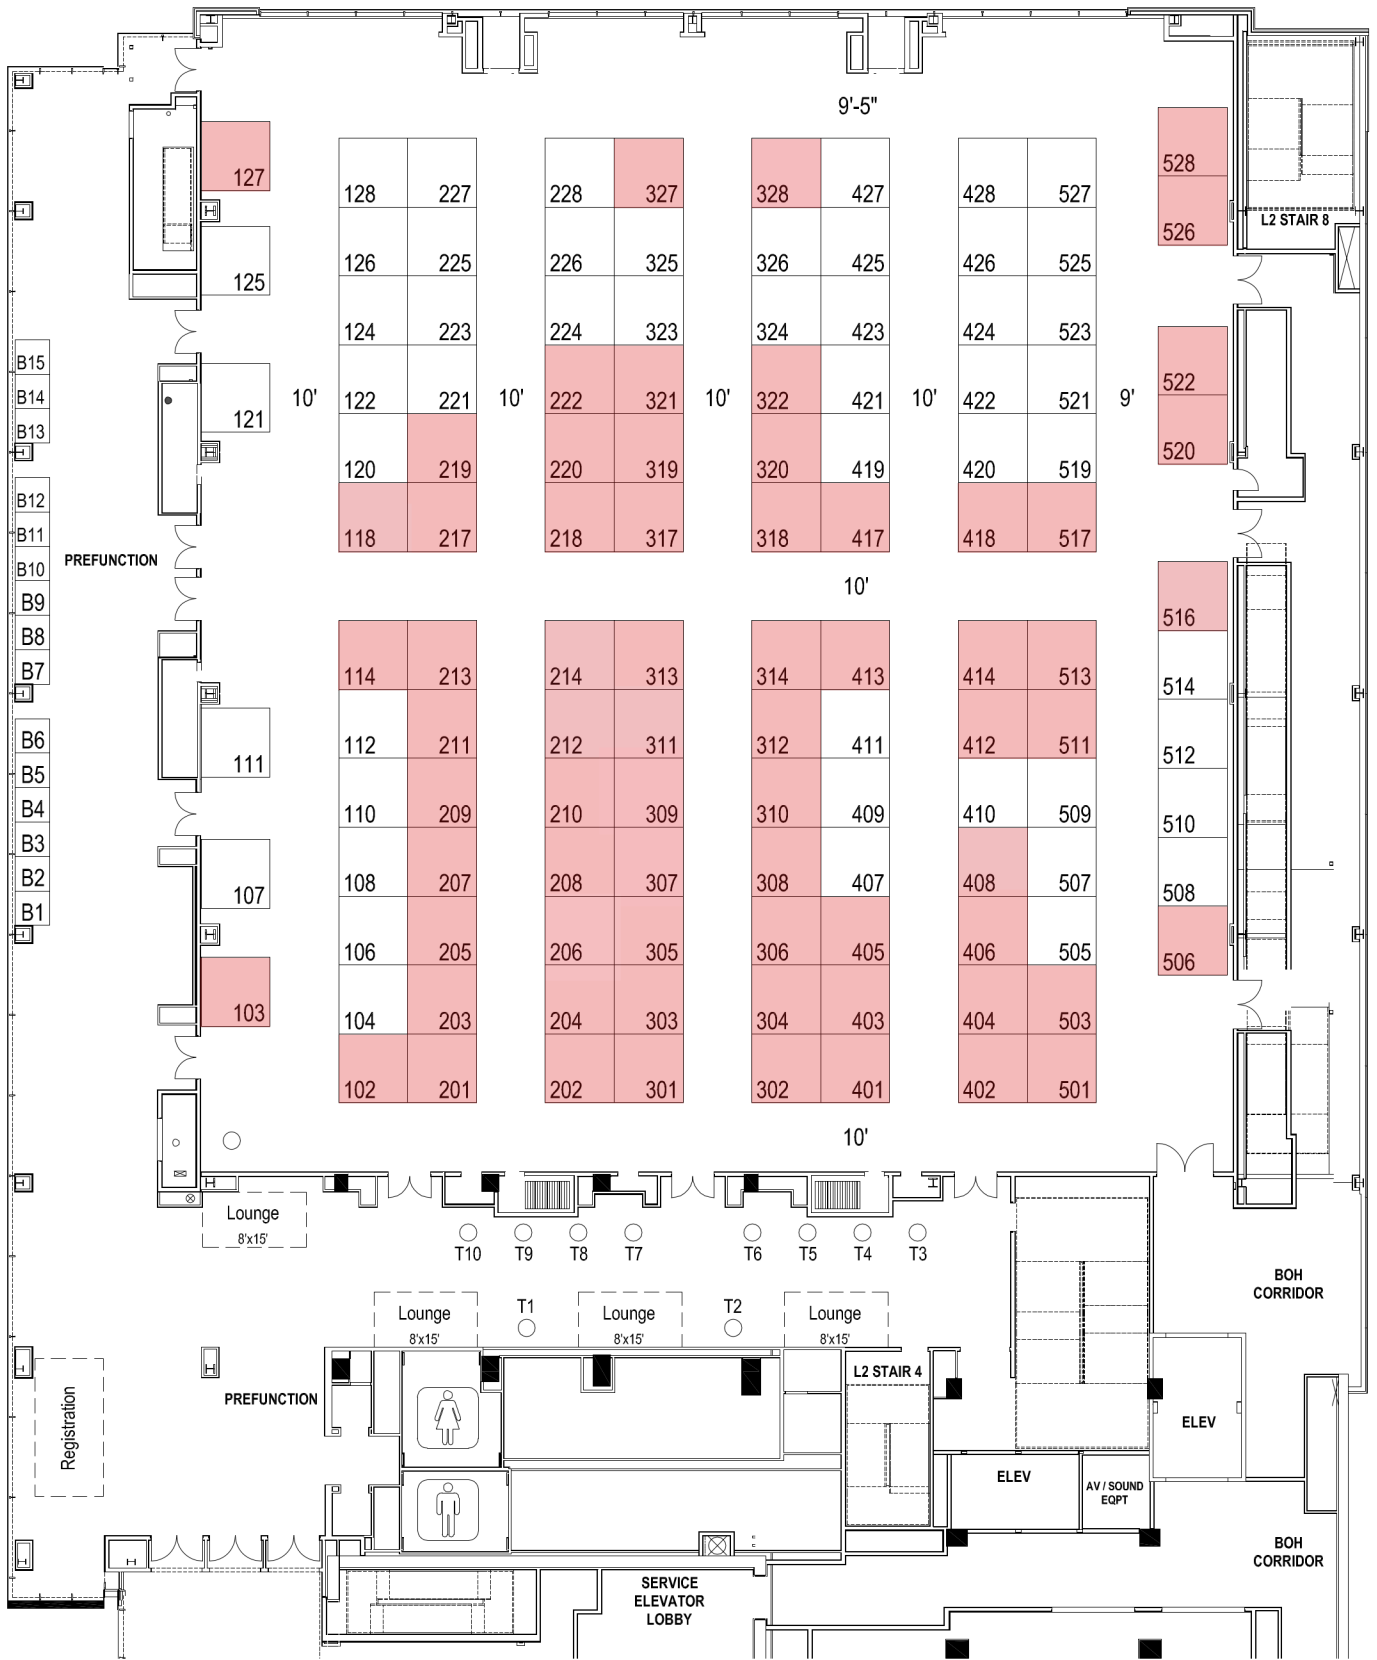 9'-5"
127
128 227 228 327 328 427 428 527
528
526
L2 STAIR 8
125
126 225 226 325 326 425 426 525
124 223 224 323 324 423 424 523
B15
B14
B13
121
10'
122 221
10'
222 321
10'
322 421
10'
422 521
9'
522
520
120 219 220 319 320 419 420 519
B12
B11
B10
B9
B8
B7
PREFUNCTION
118 217 218 317 318 417 418 517
10'
516
514
512
510
508
506
114 213 214 313 314 413 414 513
112 211 212 311 312 411 412 511
111
110 209 210 309 310 409 410 509
B6
B5
B4
B3
B2
B1
107
108 207 208 307 308 407 408 507
106 205 206 305 306 405 406 505
103
104 203 204 303 304 403 404 503
102 201 202 301 302 401 402 501
10'
Lounge
8'x15'
T10 T9 T8 T7 T6 T5 T4 T3
BOH
CORRIDOR
Lounge
8'x15'
T1
Lounge
8'x15'
T2
Lounge
8'x15'
L2 STAIR 4
PREFUNCTION
Registration
ELEV
ELEV
AV / SOUND
EQPT
BOH
CORRIDOR
SERVICE
ELEVATOR
LOBBY